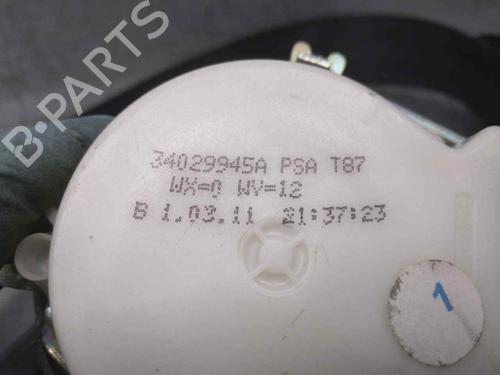 B-PARTS
34029945A PSA T87
WX=0 WV=12
B 1.03.11 21:37:23
1